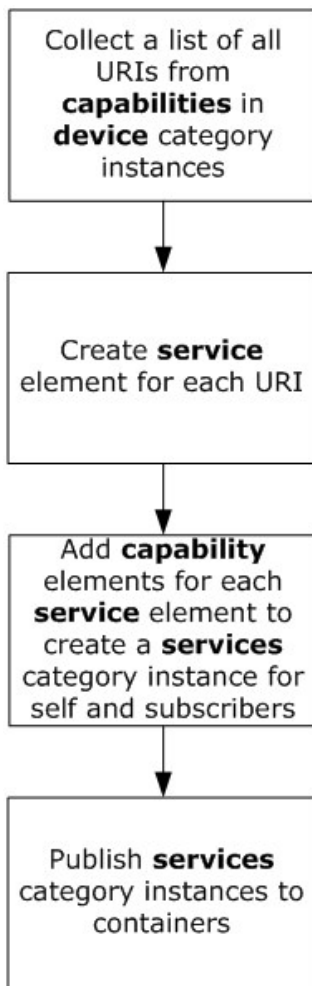 Collect a list of all
URIs from
capabilities in
device category
instances
Create service
element for each URI
Add capability
elements for each
service element to
create a services
category instance for
self and subscribers
Publish services
category instances to
containers